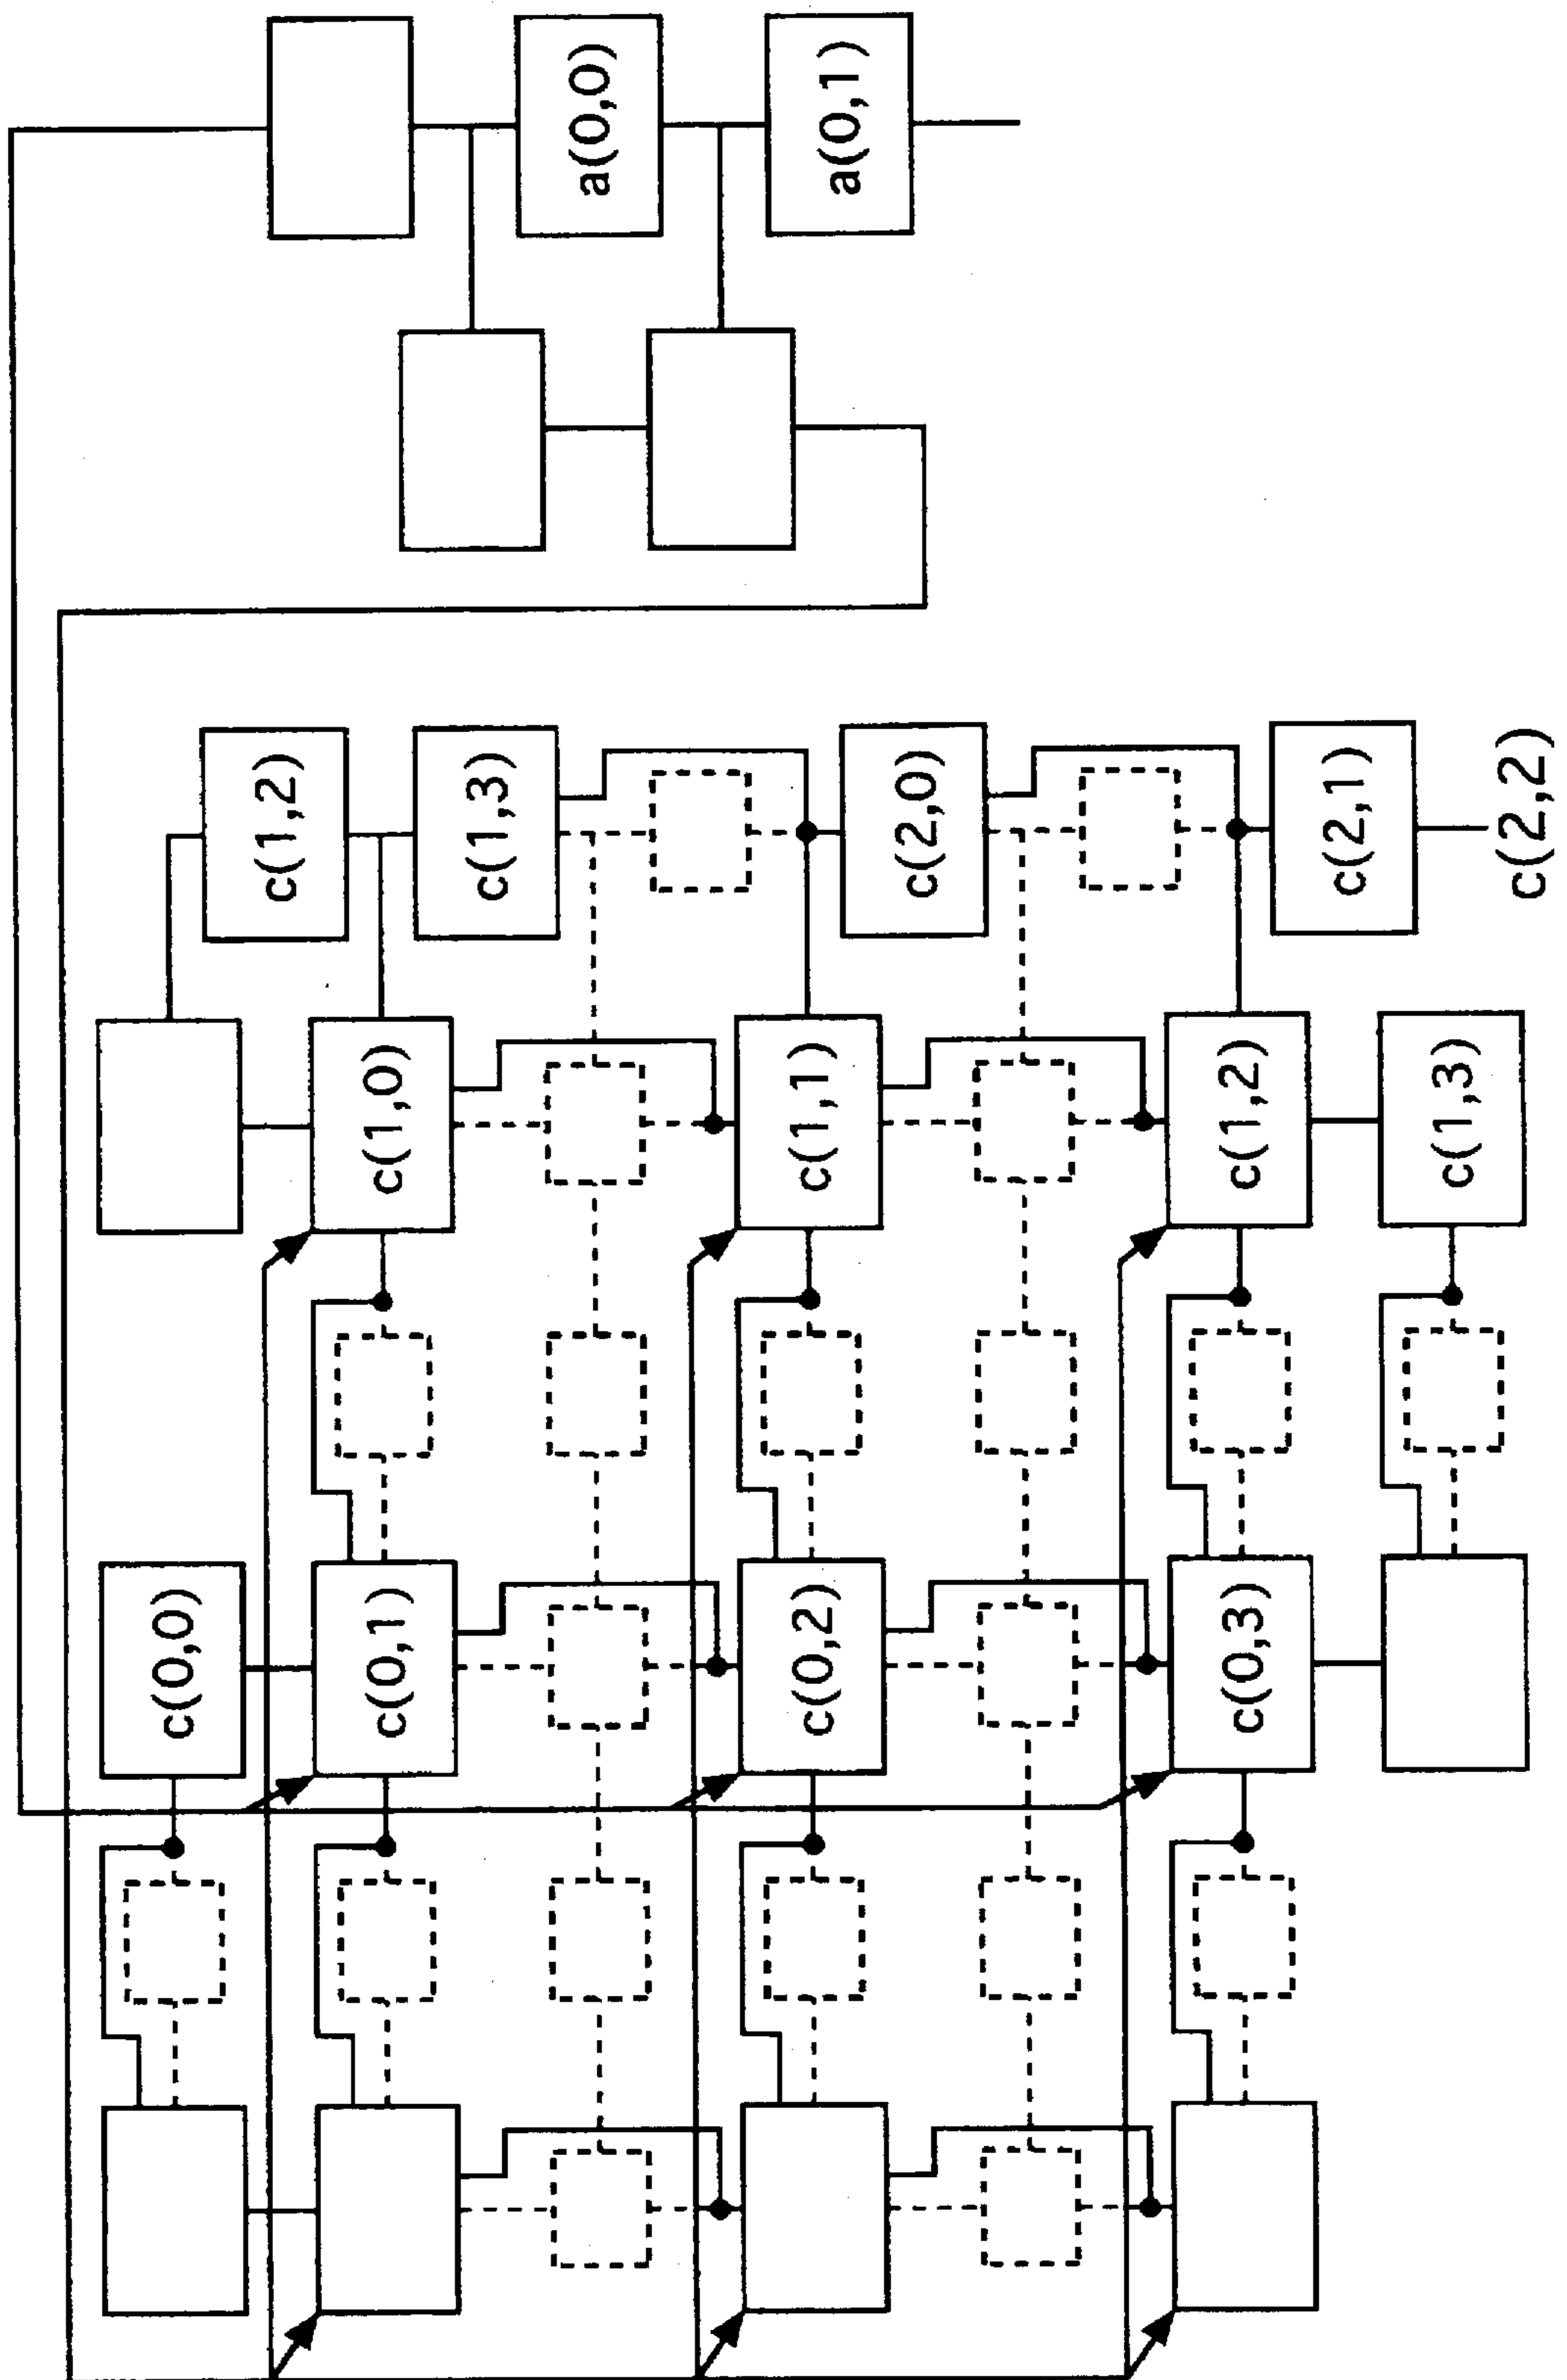 c(0,0)
c(1,2)
c(0,1)
c(1,0)
c(1,3)
a(0,0)
c(0,2)
c(1,1)
a(0,1)
c(2,0)
c(0,3)
c(1,2)
c(2,1)
c(1,3)
c(2,2)